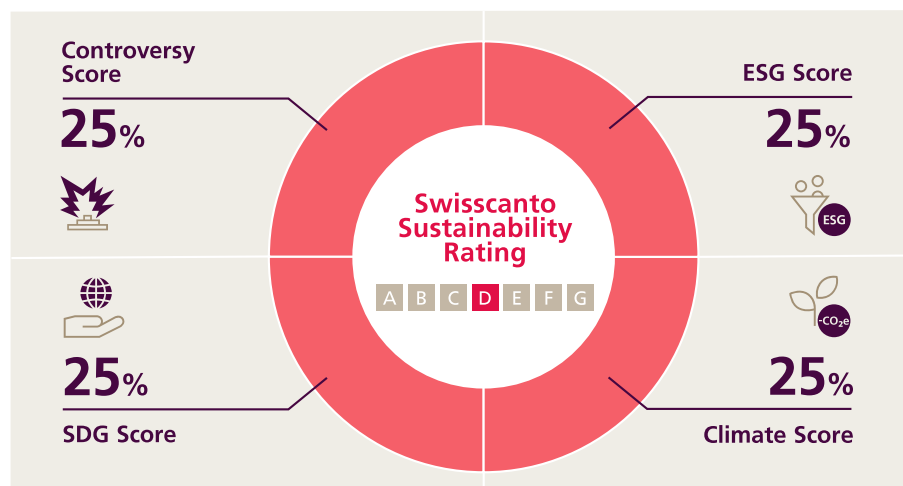 Controversy
Score
25%
ESG Score
25%
ESG
Swisscanto
Sustainability
Rating
A B C D E F G
25%
SDG Score
-CO₂e
25%
Climate Score